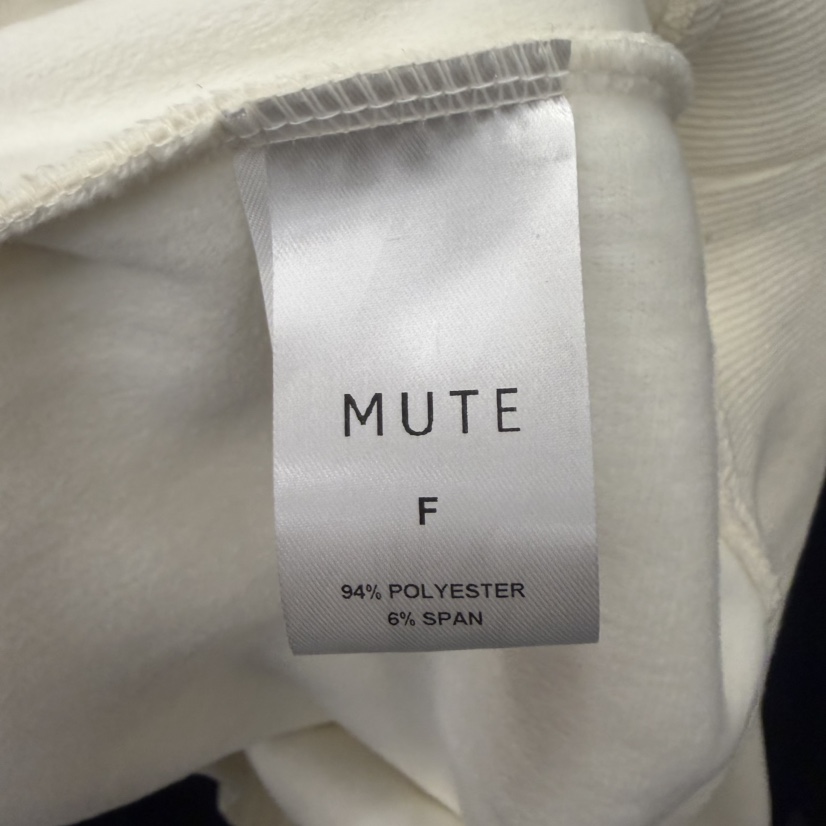 MUTE
F
94% POLYESTER
6% SPAN